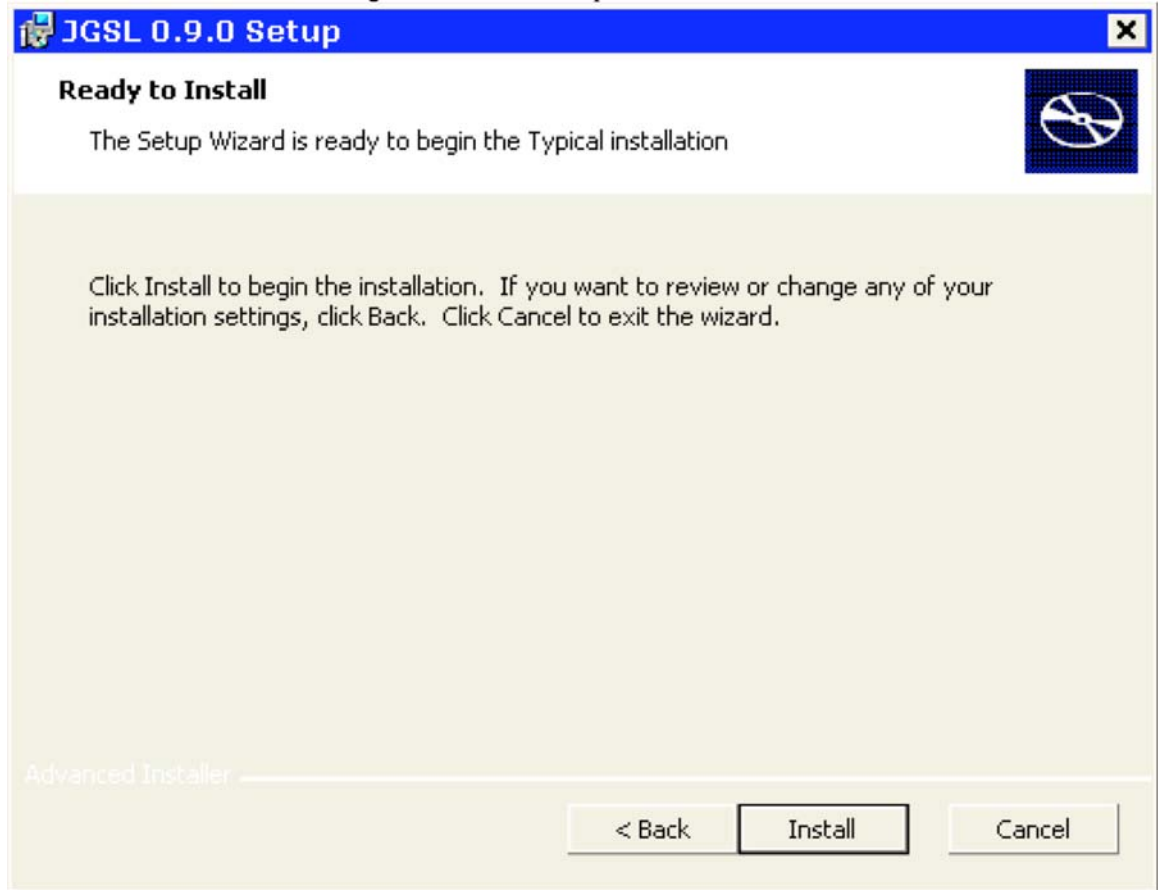 JGSL 0.9.0 Setup
Ready to Install
The Setup Wizard is ready to begin the Typical installation
Click Install to begin the installation.  If you want to review or change any of your
installation settings, click Back.  Click Cancel to exit the wizard.
Advanced Installer
< Back Install Cancel